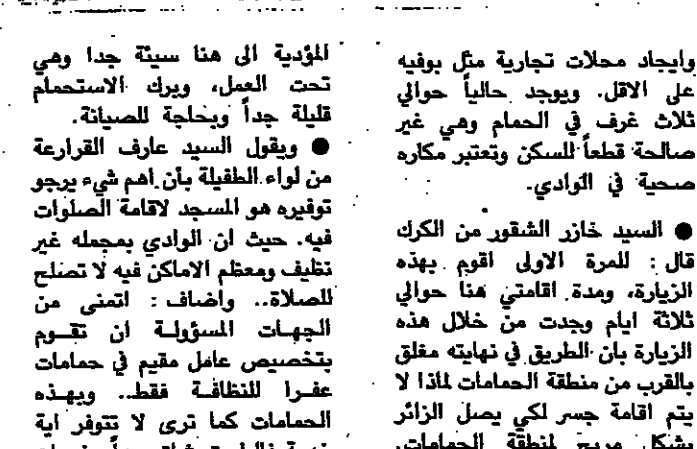 وايجاد محلات تجارية مثل بوفيه
على الاقل. ويوجد حالياً حوالي
ثلاث غرف في الحمام وهي غير
صالحة قطعاً للسكن وتعتبر مكاره
صحية في الوادي.
● السيد خازر الشقور من الكرك
قال : للمرة الاولى اقوم بهذه
الزيارة، ومدة اقامتي هنا حوالي
ثلاثة ايام وجدت من خلال هذه
الزيارة بان الطريق في نهايته مغلق
بالقرب من منطقة الحمامات لماذا لا
يتم اقامة جسر لكي يصل الزائر
بشكل مريح لمنطقة الحمامات.
المؤدية الى هنا سيئة جدا وهي
تحت العمل، وبرك الاستحمام
قليلة جداً وبحاجة للصيانة.
● ويقول السيد عارف القرارعة
من لواء الطفيلة بأن اهم شيء يرجو
توفيره هو المسجد لاقامة الصلوات
فيه. حيث ان الوادي بمجمله غير
نظيف ومعظم الاماكن فيه لا تصلح
للصلاة.. واضاف : اتمنى من
الجهات المسؤولة ان تقوم
بتخصيص عامل مقيم في حمامات
عفرا للنظافة فقط.. وبهذه
الحمامات كما ترى لا تتوفر اية